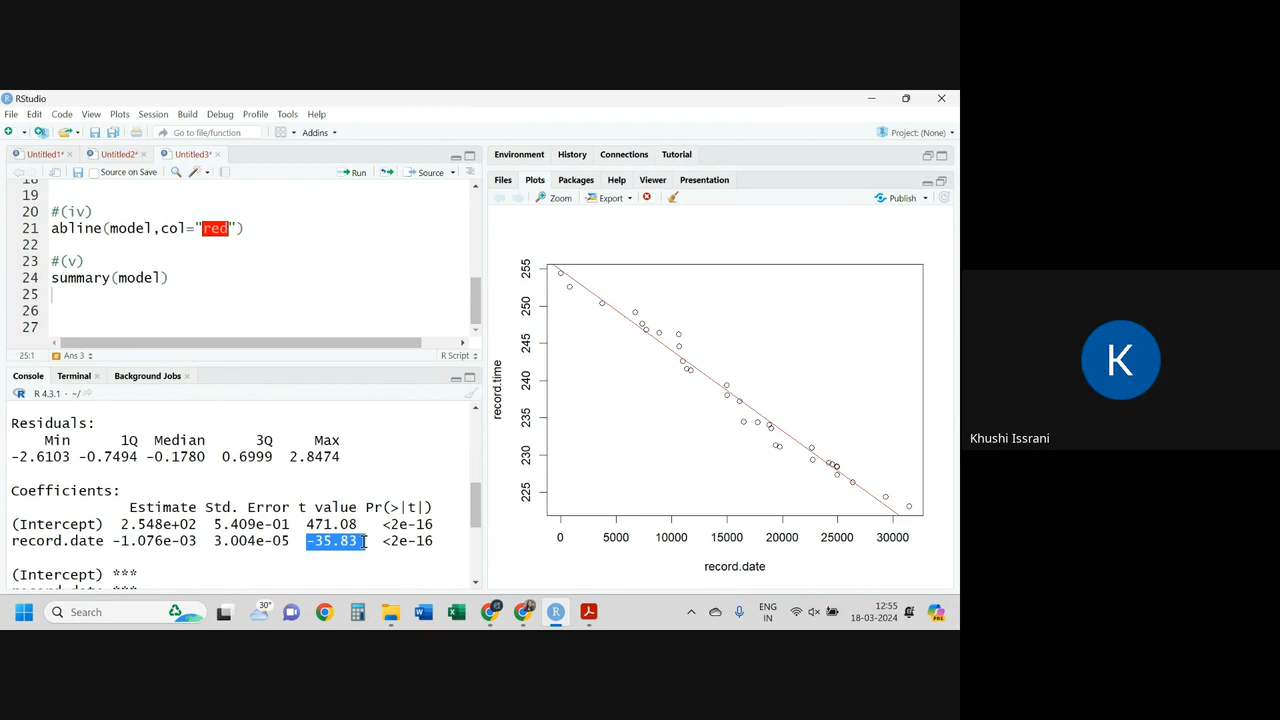 RStudio
File Edit Code View Plots Session Build Debug Profile Tools Help
Go to file/function Addins Project: (None)
Untitled1* Untitled2* Untitled3*
Source on Save Run Source
19
20 #(iv)
21 abline(model,col="red")
22
23 #(v)
24 summary(model)
25
26
27
25:1 Ans 3 R Script
Console Terminal Background Jobs
R 4.3.1 · ~/
Residuals:
Min 1Q Median 3Q Max
-2.6103 -0.7494 -0.1780 0.6999 2.8474
Coefficients:
Estimate Std. Error t value Pr(>|t|)
(Intercept) 2.548e+02 5.409e-01 471.08 <2e-16
record.date -1.076e-03 3.004e-05 -35.83 <2e-16
(Intercept) ***
Environment History Connections Tutorial
Files Plots Packages Help Viewer Presentation
Zoom Export Publish
255
250
245
240
235
230
225
record.time
0 5000 10000 15000 20000 25000 30000
record.date
K
Khushi Issrani
Search
30°
ENG
IN
12:55
18-03-2024